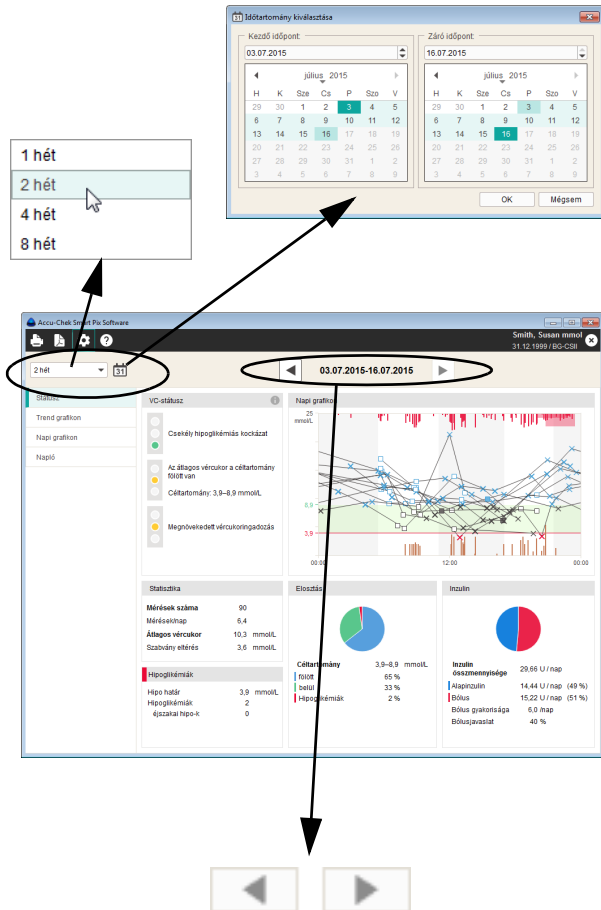 Időtartomány kiválasztása
Kezdő időpont:
03.07.2015
július 2015
H K Sze Cs P Szo V
29 30 1 2 3 4 5
6 7 8 9 10 11 12
13 14 15 16 17 18 19
20 21 22 23 24 25 26
27 28 29 30 31 1 2
3 4 5 6 7 8 9
Záró időpont:
16.07.2015
július 2015
H K Sze Cs P Szo V
29 30 1 2 3 4 5
6 7 8 9 10 11 12
13 14 15 16 17 18 19
20 21 22 23 24 25 26
27 28 29 30 31 1 2
3 4 5 6 7 8 9
OK Mégsem
1 hét
2 hét
4 hét
8 hét
Accu-Chek Smart Pix Software
Smith, Susan mmol
31.12.1999 / BG-CSII
2 hét
31
03.07.2015-16.07.2015
Státusz
Trend grafikon
Napi grafikon
Napló
VC-státusz
Csekély hipoglikémiás kockázat
Az átlagos vércukor a céltartomány
fölött van
Céltartomány: 3,9–8,9 mmol/L
Megnövekedett vércukoringadozás
Napi grafikon
25
mmol/L
8,9
3,9
00:00 12:00 00:00
Statisztika
Mérések száma 90
Mérések/nap 6,4
Átlagos vércukor 10,3 mmol/L
Szabvány eltérés 3,6 mmol/L
Hipoglikémiák
Hipo határ 3,9 mmol/L
Hipoglikémiák 2
éjszakai hipo-k 0
Elosztás
Céltartomány 3,9–8,9 mmol/L
fölött 65 %
belül 33 %
Hipoglikémiák 2 %
Inzulin
Inzulin
összmennyisége 29,66 U / nap
Alapinzulin 14,44 U / nap (49 %)
Bólus 15,22 U / nap (51 %)
Bólus gyakorisága 6,0 /nap
Bólusjavaslat 40 %